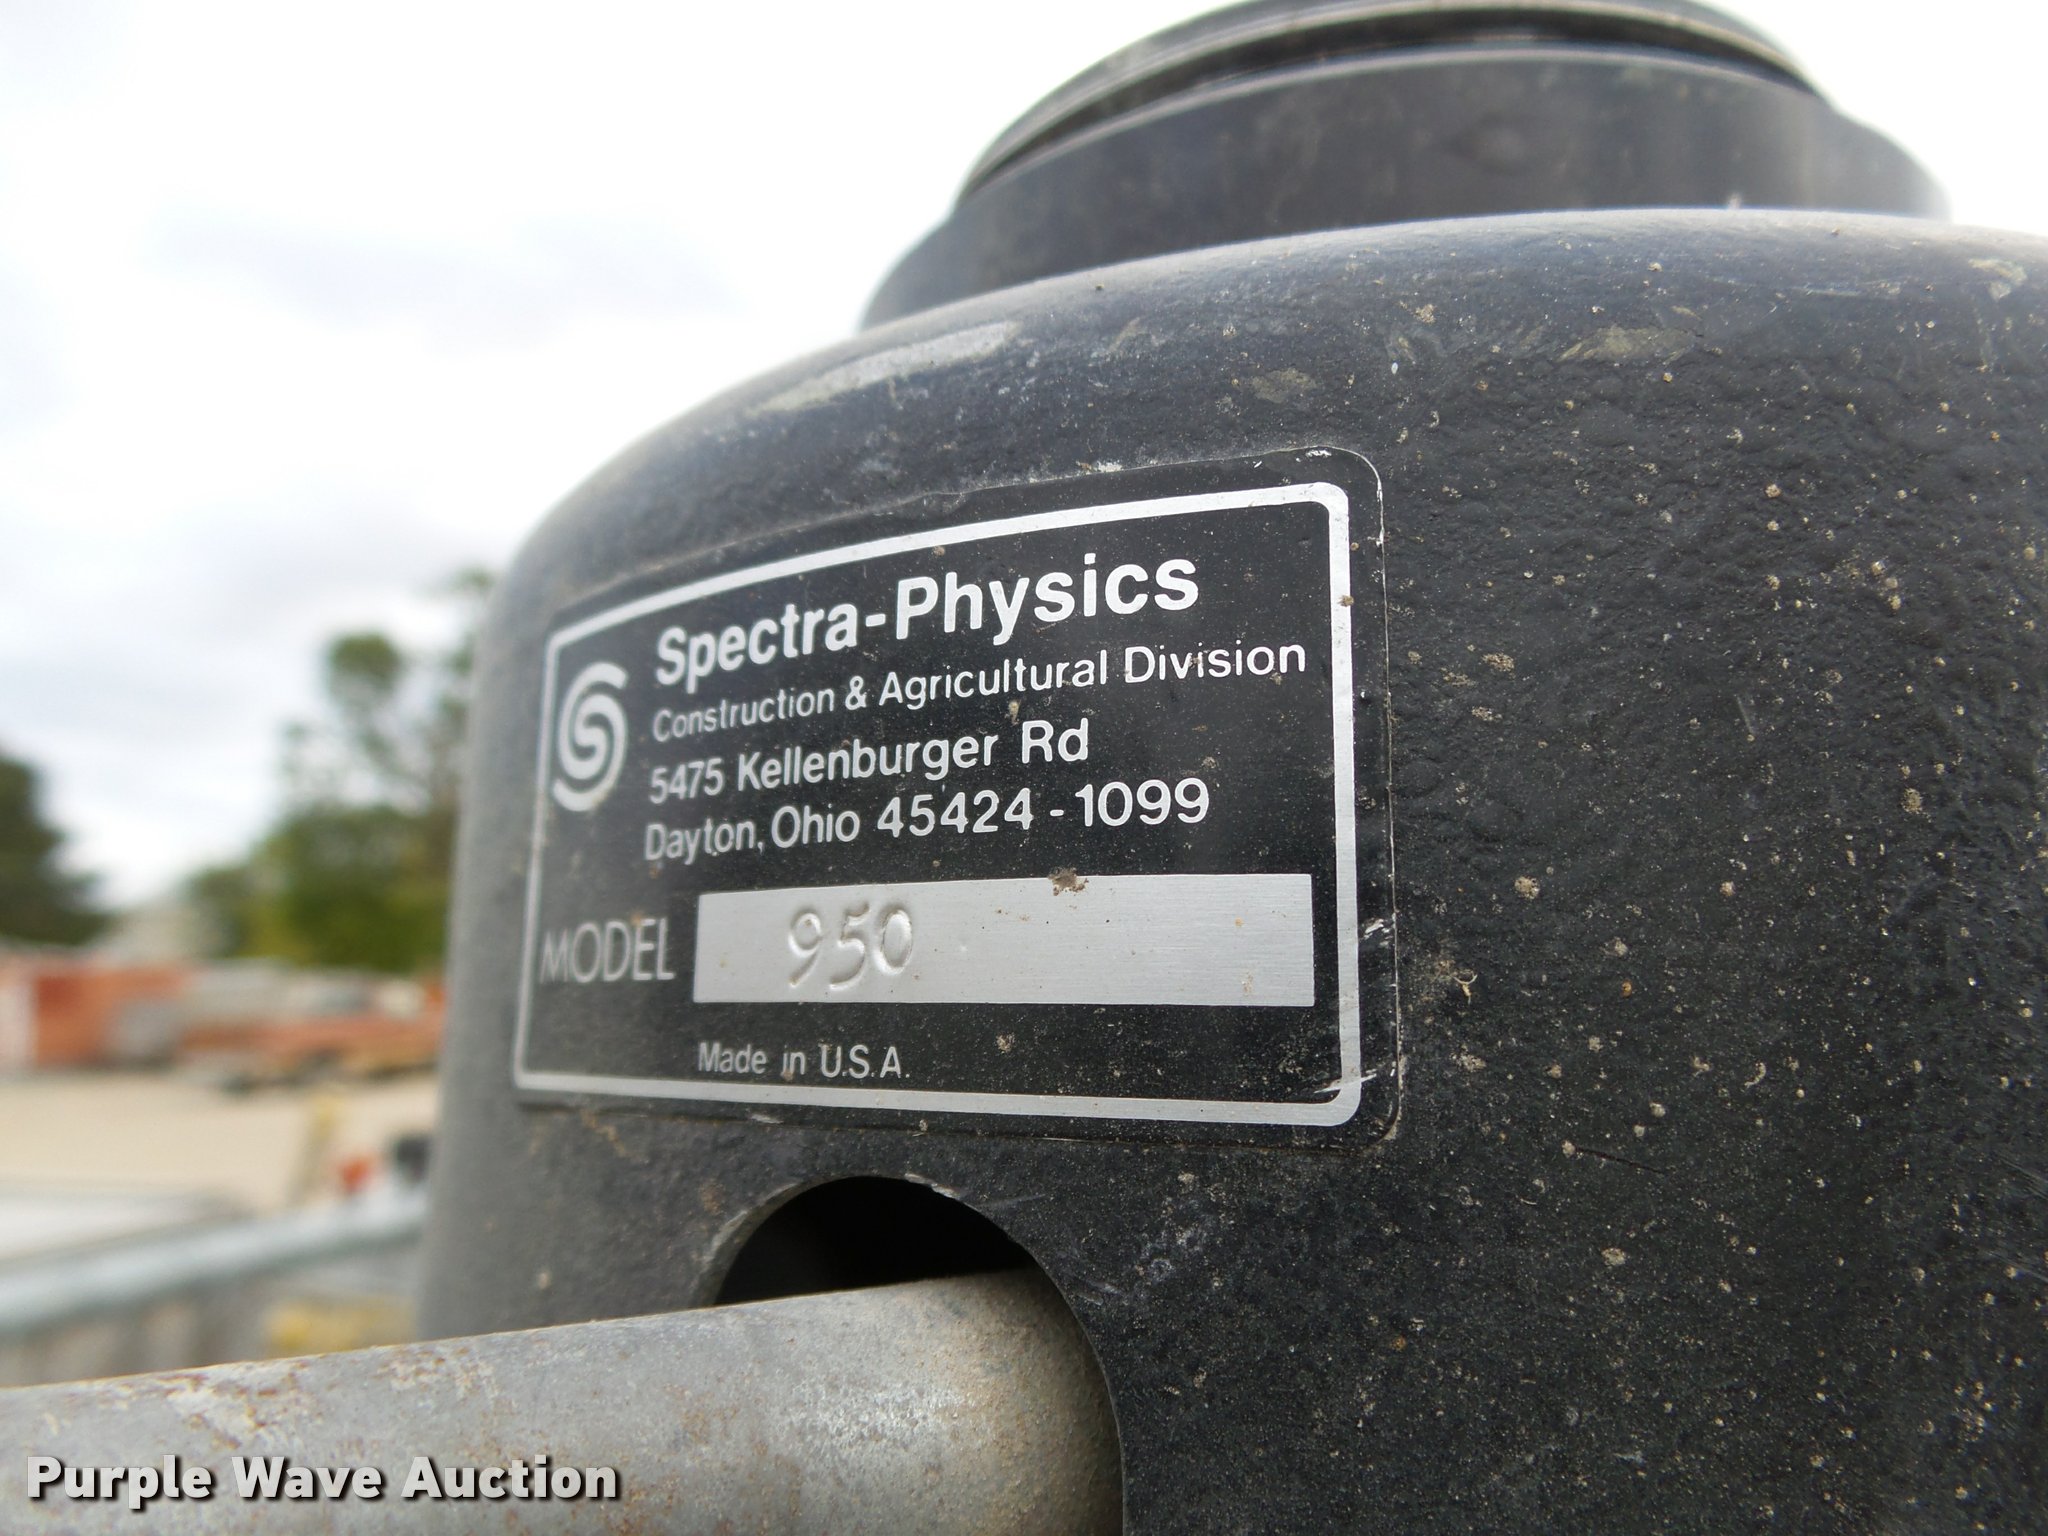 Spectra-Physics
Construction & Agricultural Division
5475 Kellenburger Rd
Dayton, Ohio 45424-1099
MODEL 950
Made in U.S.A.
Purple Wave Auction